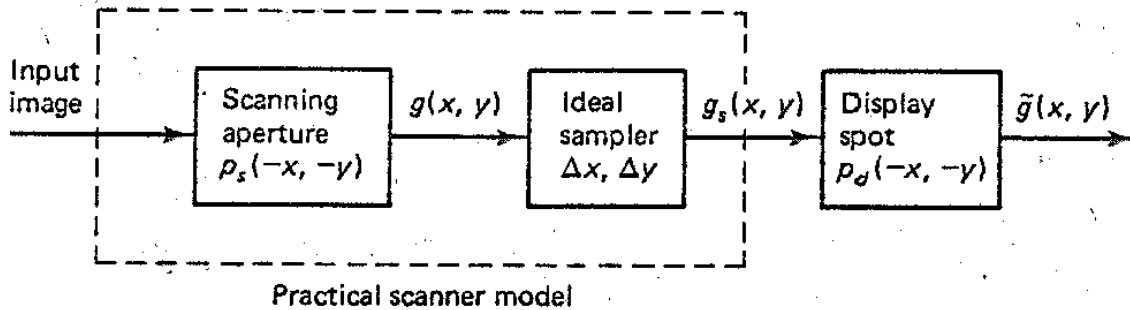 Input
image
Scanning
aperture
p_s(−x, −y)
g(x, y)
Ideal
sampler
Δx, Δy
g_s(x, y)
Display
spot
p_d(−x, −y)
g̃(x, y)
Practical scanner model